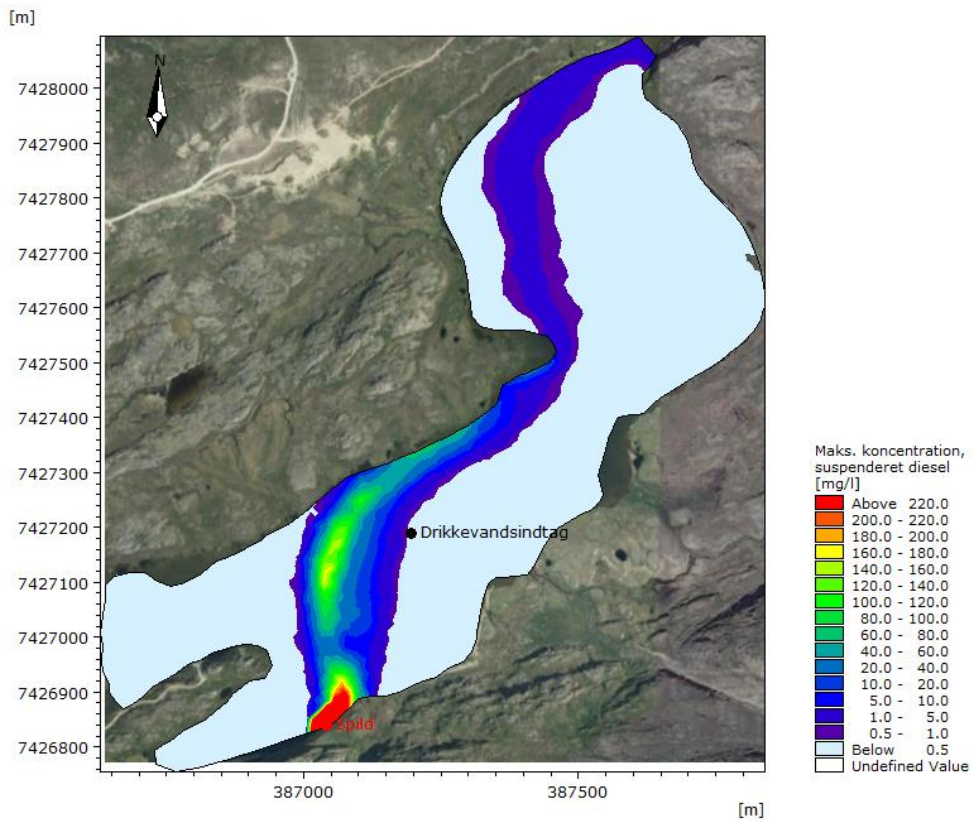 [m]
N
7428000
7427900
7427800
7427700
7427600
7427500
7427400
7427300
7427200
7427100
7427000
7426900
7426800
Drikkevandsindtag
Spild
387000
387500
[m]
Maks. koncentration,
suspenderet diesel
[mg/l]
Above 220.0
200.0 - 220.0
180.0 - 200.0
160.0 - 180.0
140.0 - 160.0
120.0 - 140.0
100.0 - 120.0
80.0 - 100.0
60.0 - 80.0
40.0 - 60.0
20.0 - 40.0
10.0 - 20.0
5.0 - 10.0
1.0 - 5.0
0.5 - 1.0
Below 0.5
Undefined Value